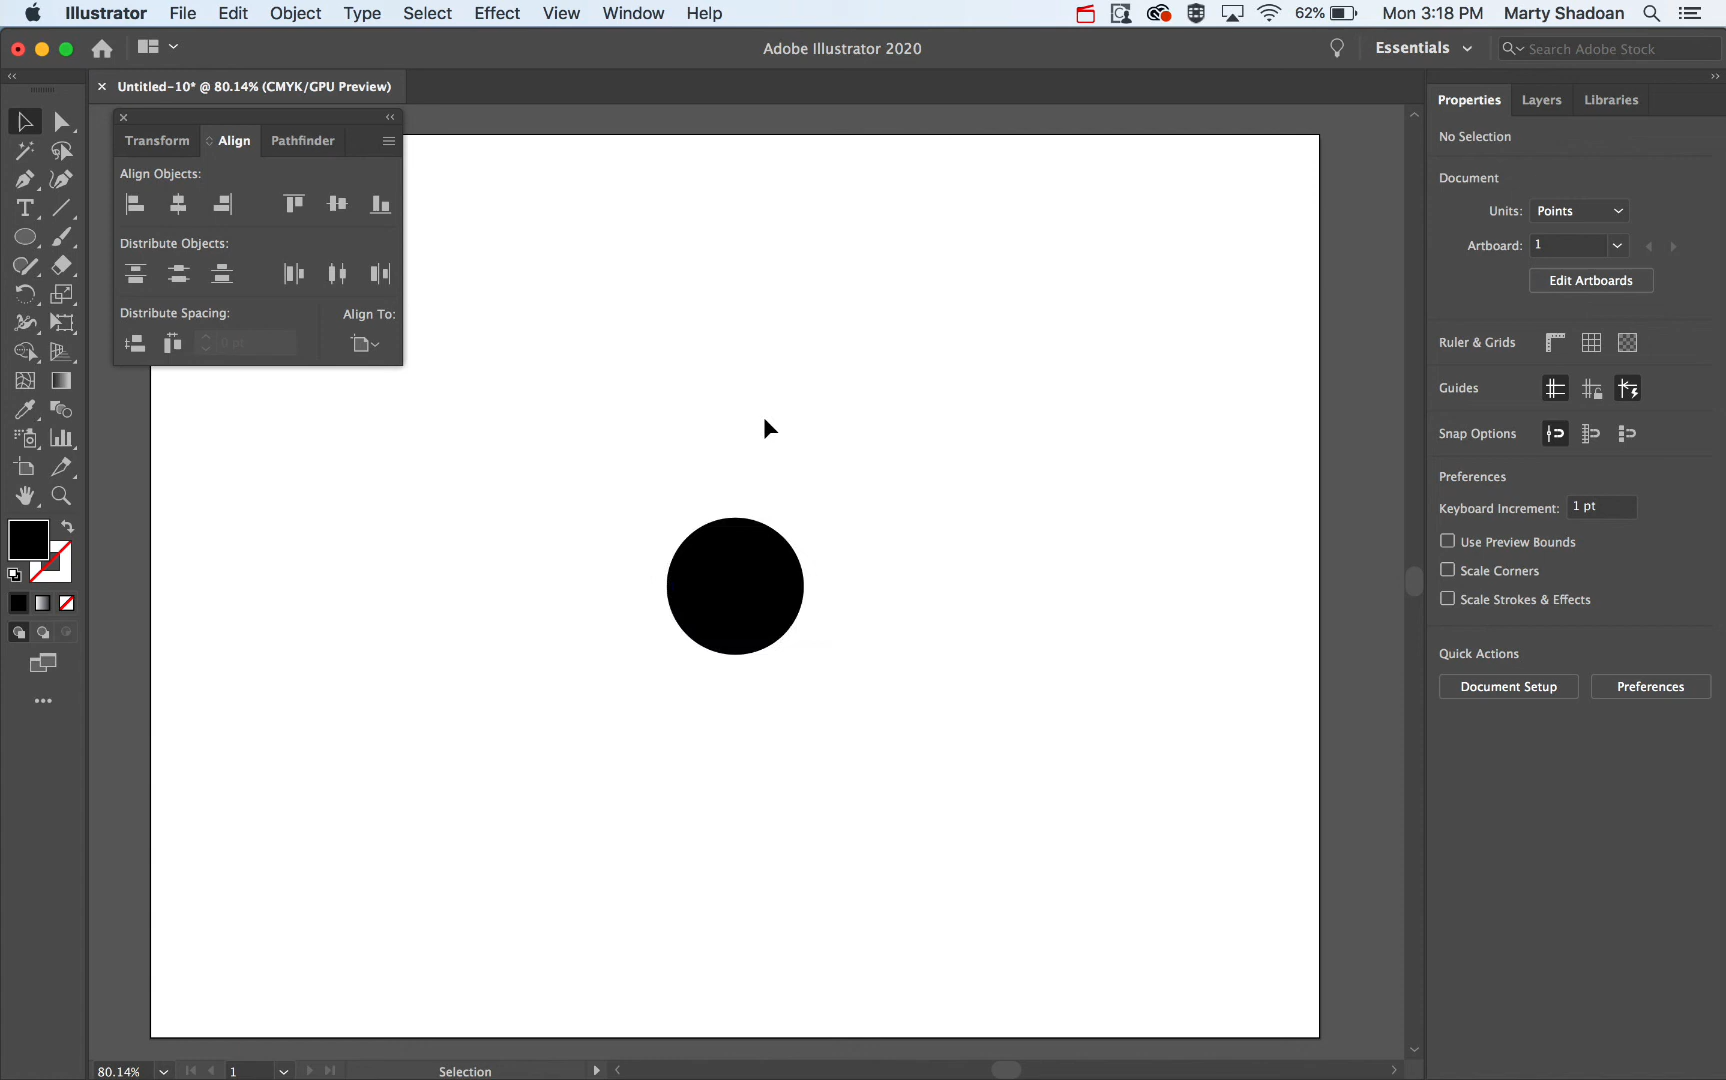 Illustrator File Edit Object Type Select Effect View Window Help 62% Mon 3:18 PM Marty Shadoan
Adobe Illustrator 2020 Essentials Search Adobe Stock
Untitled-10* @ 80.14% (CMYK/GPU Preview)
Transform Align Pathfinder
Align Objects:
Distribute Objects:
Distribute Spacing: Align To:
0 pt
Properties Layers Libraries
No Selection
Document
Units: Points
Artboard: 1
Edit Artboards
Ruler & Grids
Guides
Snap Options
Preferences
Keyboard Increment: 1 pt
Use Preview Bounds
Scale Corners
Scale Strokes & Effects
Quick Actions
Document Setup Preferences
80.14% 1 Selection